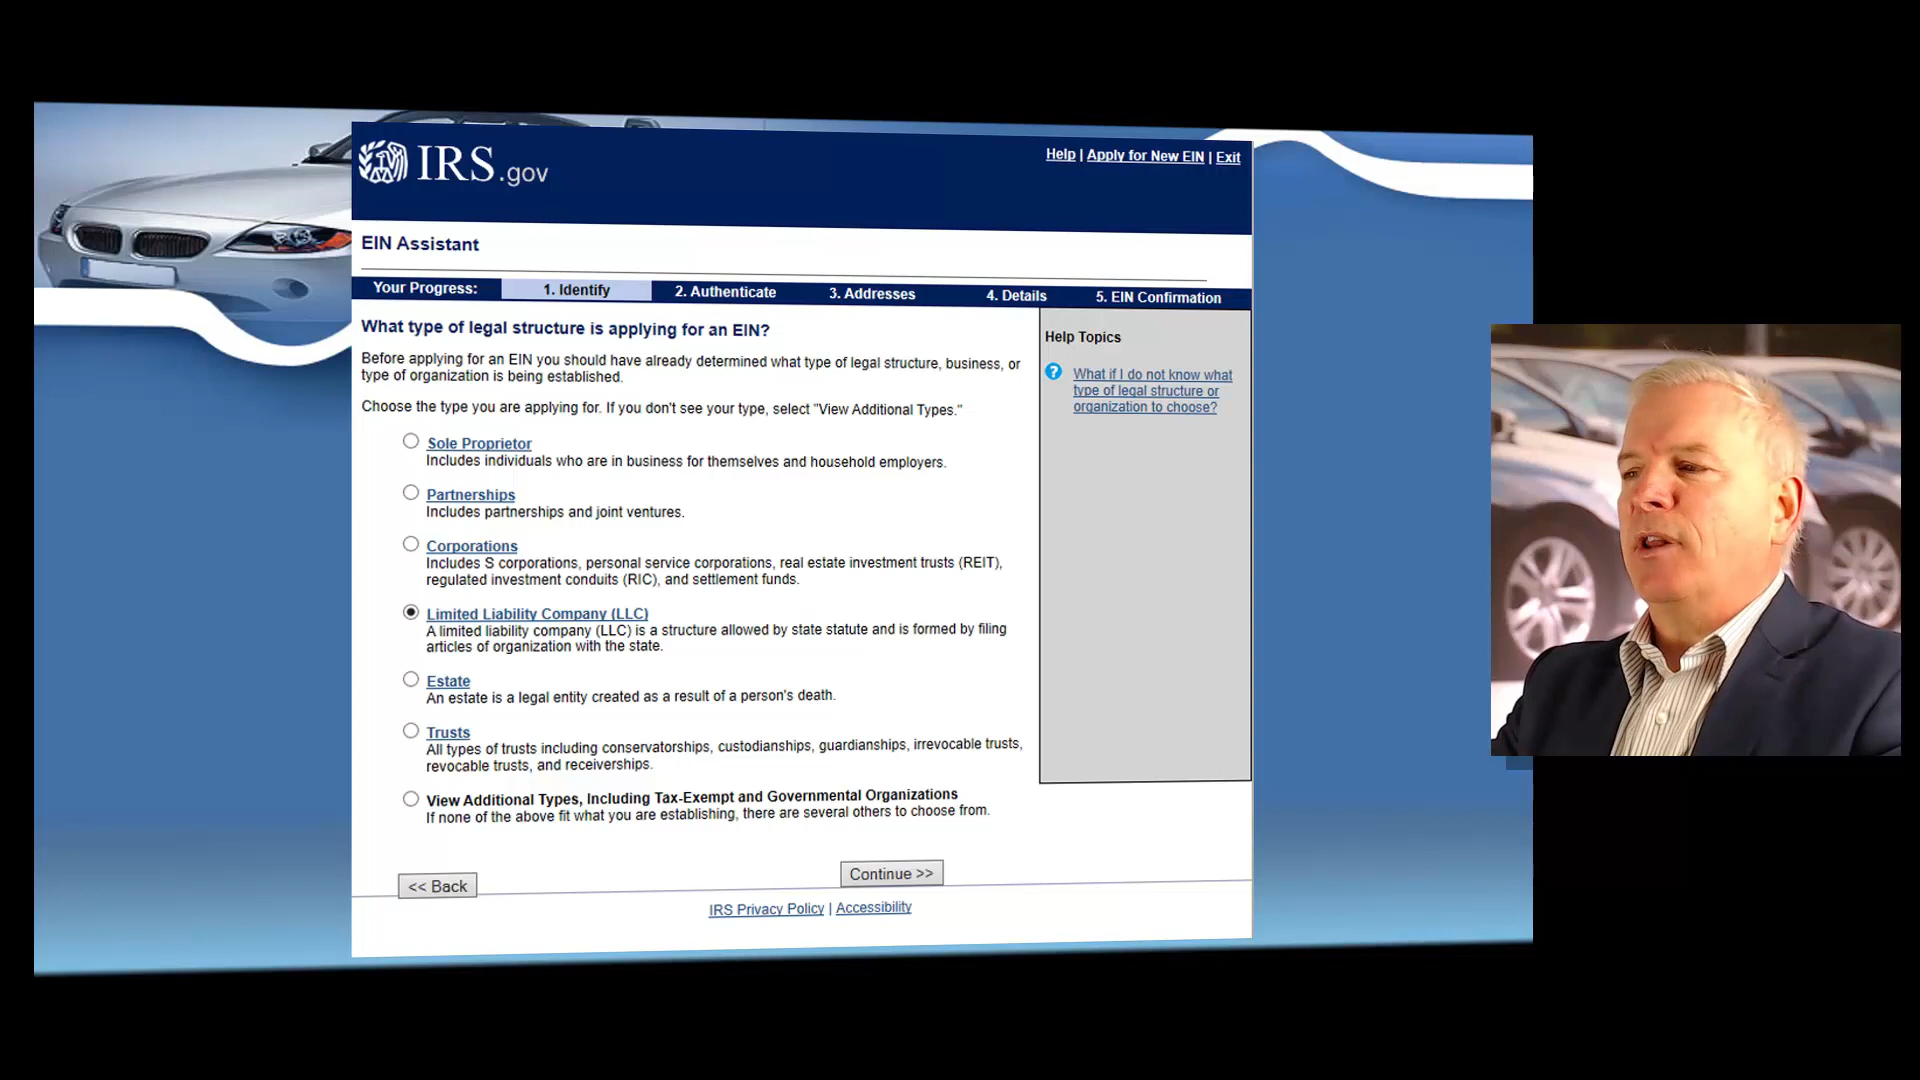 IRS.gov
Help | Apply for New EIN | Exit
EIN Assistant
Your Progress: 1. Identify 2. Authenticate 3. Addresses 4. Details 5. EIN Confirmation
What type of legal structure is applying for an EIN?
Before applying for an EIN you should have already determined what type of legal structure, business, or
type of organization is being established.
Choose the type you are applying for. If you don't see your type, select "View Additional Types."
Sole Proprietor
Includes individuals who are in business for themselves and household employers.
Partnerships
Includes partnerships and joint ventures.
Corporations
Includes S corporations, personal service corporations, real estate investment trusts (REIT),
regulated investment conduits (RIC), and settlement funds.
Limited Liability Company (LLC)
A limited liability company (LLC) is a structure allowed by state statute and is formed by filing
articles of organization with the state.
Estate
An estate is a legal entity created as a result of a person's death.
Trusts
All types of trusts including conservatorships, custodianships, guardianships, irrevocable trusts,
revocable trusts, and receiverships.
View Additional Types, Including Tax-Exempt and Governmental Organizations
If none of the above fit what you are establishing, there are several others to choose from.
<< Back
Continue >>
IRS Privacy Policy | Accessibility
Help Topics
? What if I do not know what
type of legal structure or
organization to choose?